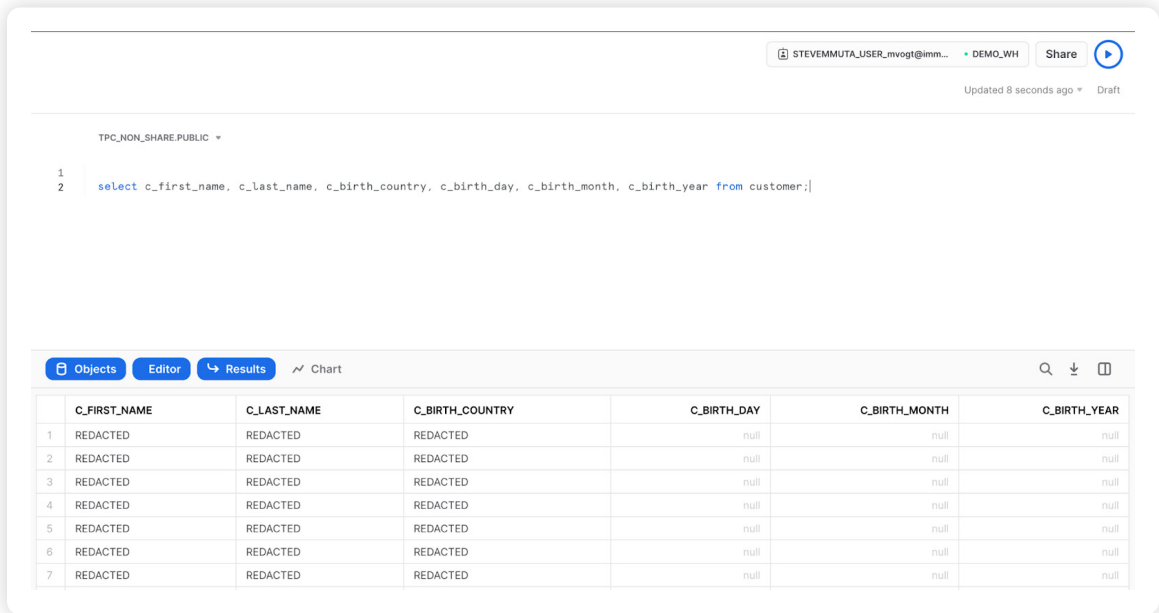 STEVEMMUTA_USER_mvogt@imm... • DEMO_WH Share
Updated 8 seconds ago Draft
TPC_NON_SHARE.PUBLIC
1
2 select c_first_name, c_last_name, c_birth_country, c_birth_day, c_birth_month, c_birth_year from customer;
Objects Editor Results Chart
C_FIRST_NAME C_LAST_NAME C_BIRTH_COUNTRY C_BIRTH_DAY C_BIRTH_MONTH C_BIRTH_YEAR
1 REDACTED REDACTED REDACTED null null null
2 REDACTED REDACTED REDACTED null null null
3 REDACTED REDACTED REDACTED null null null
4 REDACTED REDACTED REDACTED null null null
5 REDACTED REDACTED REDACTED null null null
6 REDACTED REDACTED REDACTED null null null
7 REDACTED REDACTED REDACTED null null null